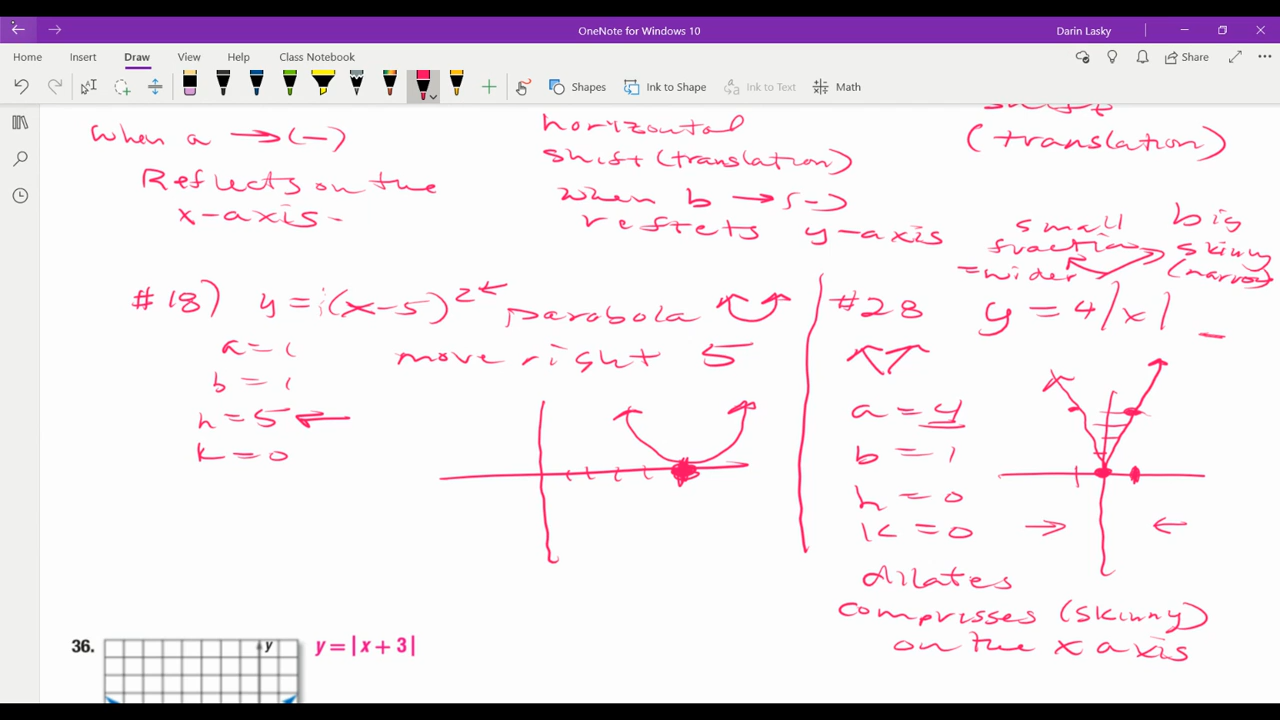 OneNote for Windows 10
Darin Lasky
Home Insert Draw View Help Class Notebook
Share
Shapes
Ink to Shape
Ink to Text
Math
when a → (-)
Reflects on the
x-axis -
horizontal
shift (translation)
when b → (-)
reflects y-axis
shift
(translation)
small
fraction
=wider
big
skinny
(narrow
#18) y = (x-5)² ← parabola
a = 1
b = 1
h = 5 ←
k = 0
move right 5
#28 y = 4|x|
a = 4
b = 1
h = 0
k = 0
→ ←
dilates
compresses (skinny)
on the x axis
36.
y
y = |x + 3|